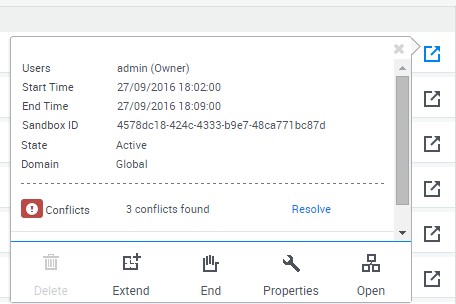 Users admin (Owner)
Start Time 27/09/2016 18:02:00
End Time 27/09/2016 18:09:00
Sandbox ID 4578dc18-424c-4333-b9e7-48ca771bc87d
State Active
Domain Global
Conflicts 3 conflicts found Resolve
Delete Extend End Properties Open